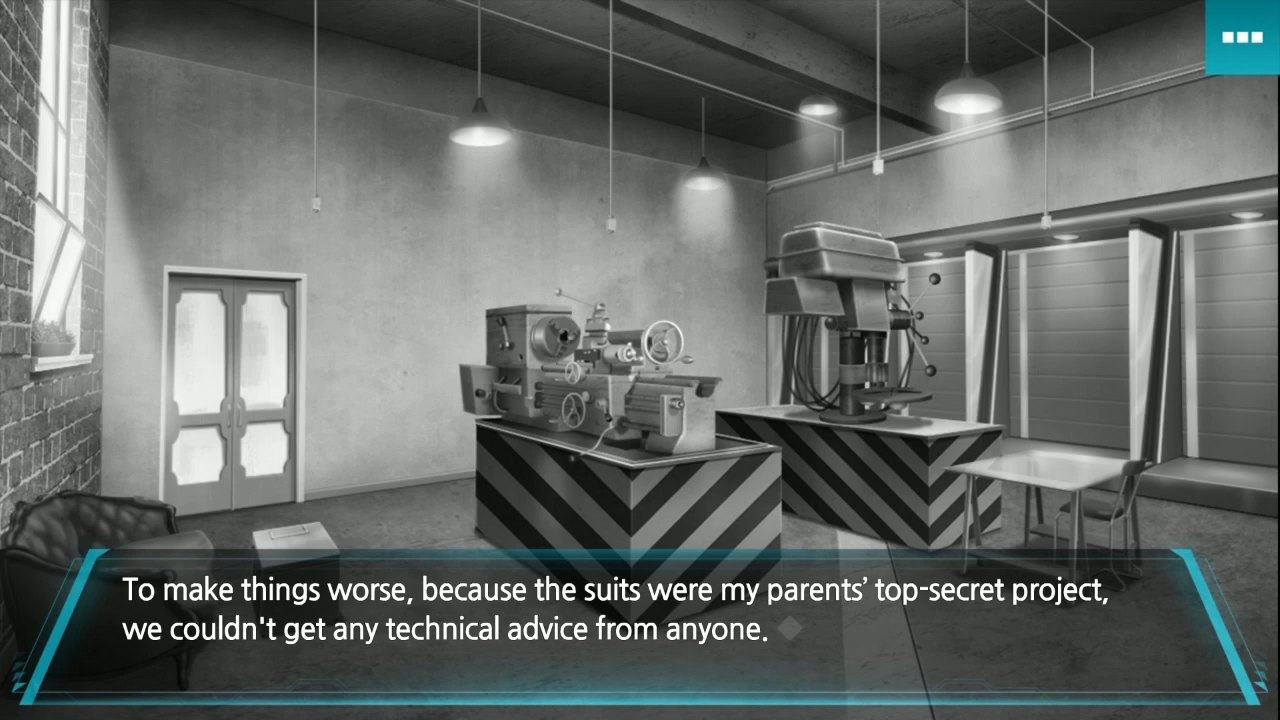 To make things worse, because the suits were my parents’ top-secret project,
we couldn't get any technical advice from anyone.